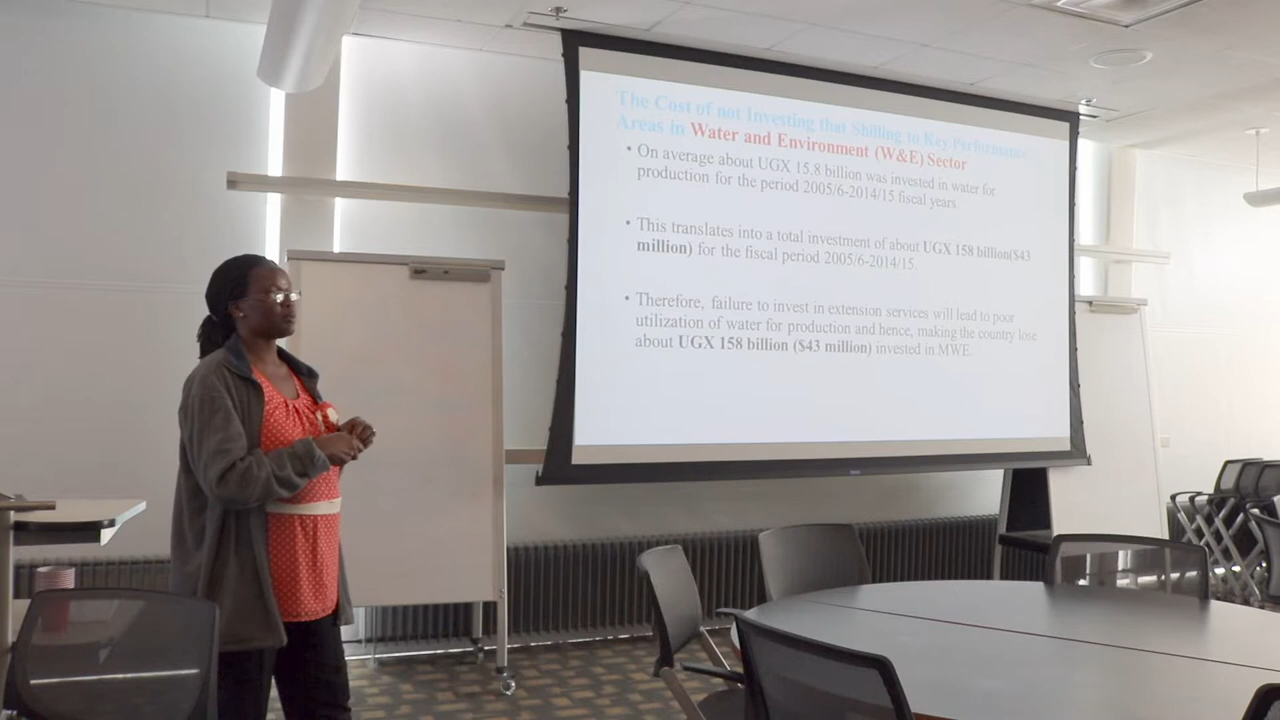 The Cost of not Investing that Shilling to Key Performance
Areas in Water and Environment (W&E) Sector
• On average about UGX 15.8 billion was invested in water for
production for the period 2005/6-2014/15 fiscal years.
• This translates into a total investment of about UGX 158 billion($43
million) for the fiscal period 2005/6-2014/15.
• Therefore, failure to invest in extension services will lead to poor
utilization of water for production and hence, making the country lose
about UGX 158 billion ($43 million) invested in MWE.